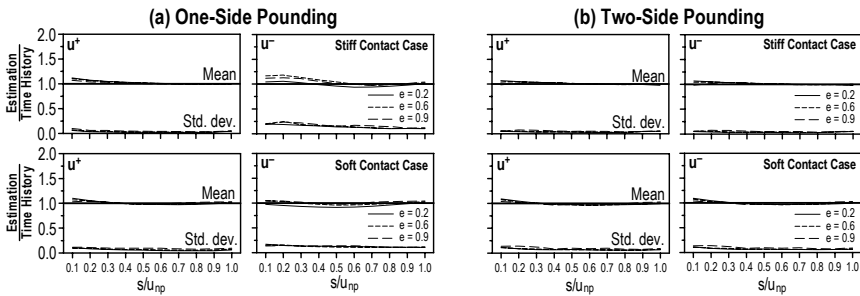 (a) One-Side Pounding
(b) Two-Side Pounding
Estimation
Time History
2.0
1.5
1.0
0.5
0.0
u⁺
Mean
Std. dev.
u⁻
Stiff Contact Case
e = 0.2
e = 0.6
e = 0.9
Estimation
Time History
2.0
1.5
1.0
0.5
0.0
u⁺
Mean
Std. dev.
u⁻
Soft Contact Case
e = 0.2
e = 0.6
e = 0.9
0.1 0.2 0.3 0.4 0.5 0.6 0.7 0.8 0.9 1.0
0.1 0.2 0.3 0.4 0.5 0.6 0.7 0.8 0.9 1.0
s/uₙₚ
u⁺
Mean
Std. dev.
u⁻
Stiff Contact Case
e = 0.2
e = 0.6
e = 0.9
u⁺
Mean
Std. dev.
u⁻
Soft Contact Case
e = 0.2
e = 0.6
e = 0.9
0.1 0.2 0.3 0.4 0.5 0.6 0.7 0.8 0.9 1.0
0.1 0.2 0.3 0.4 0.5 0.6 0.7 0.8 0.9 1.0
s/uₙₚ